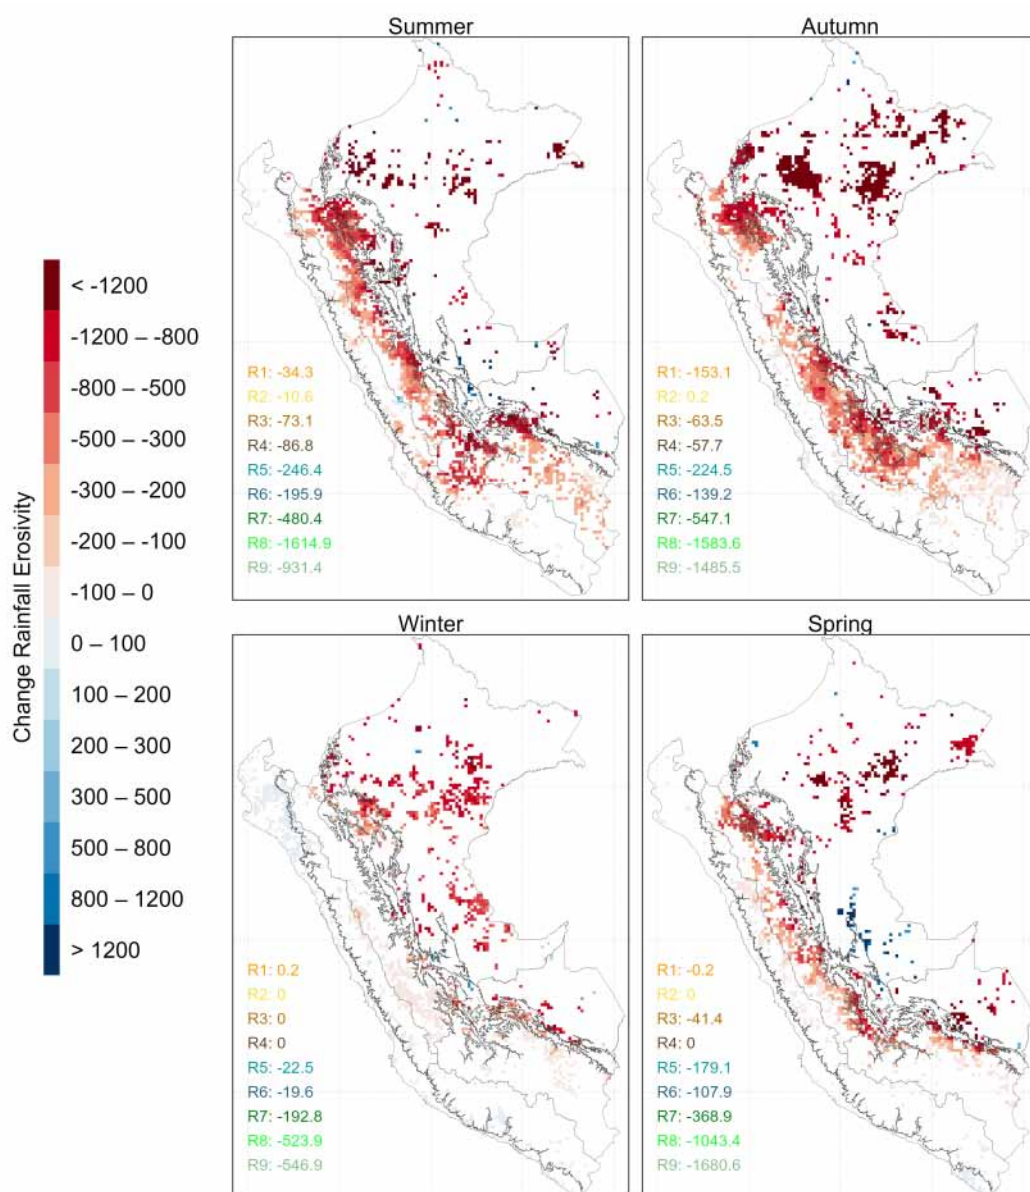 Summer
Autumn
Change Rainfall Erosivity
< -1200
-1200 – -800
-800 – -500
-500 – -300
-300 – -200
-200 – -100
-100 – 0
0 – 100
100 – 200
200 – 300
300 – 500
500 – 800
800 – 1200
> 1200
R1: -34.3
R2: -10.6
R3: -73.1
R4: -86.8
R5: -246.4
R6: -195.9
R7: -480.4
R8: -1614.9
R9: -931.4
R1: -153.1
R2: 0.2
R3: -63.5
R4: -57.7
R5: -224.5
R6: -139.2
R7: -547.1
R8: -1583.6
R9: -1485.5
Winter
Spring
R1: 0.2
R2: 0
R3: 0
R4: 0
R5: -22.5
R6: -19.6
R7: -192.8
R8: -523.9
R9: -546.9
R1: -0.2
R2: 0
R3: -41.4
R4: 0
R5: -179.1
R6: -107.9
R7: -368.9
R8: -1043.4
R9: -1680.6